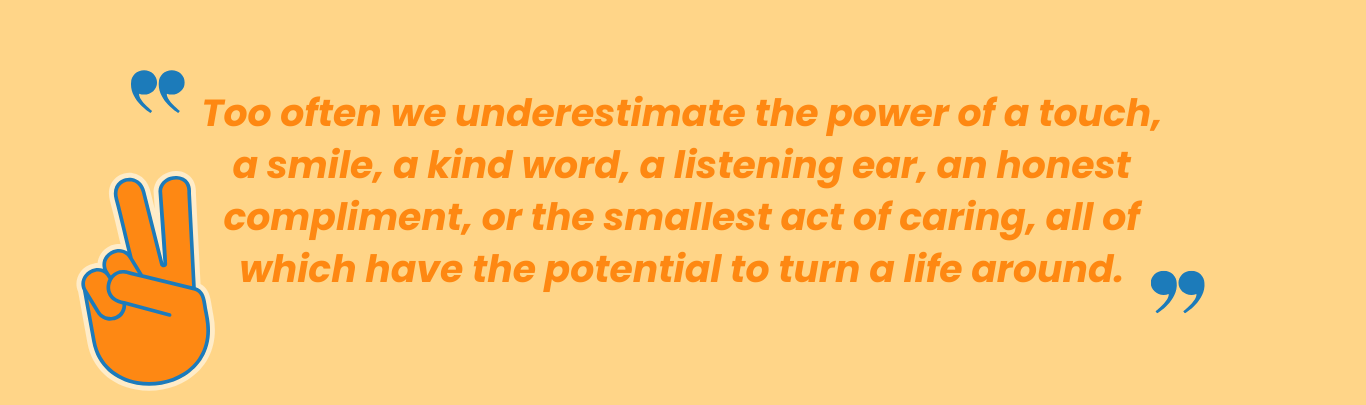 ” Too often we underestimate the power of a touch,
a smile, a kind word, a listening ear, an honest
compliment, or the smallest act of caring, all of
which have the potential to turn a life around. ”